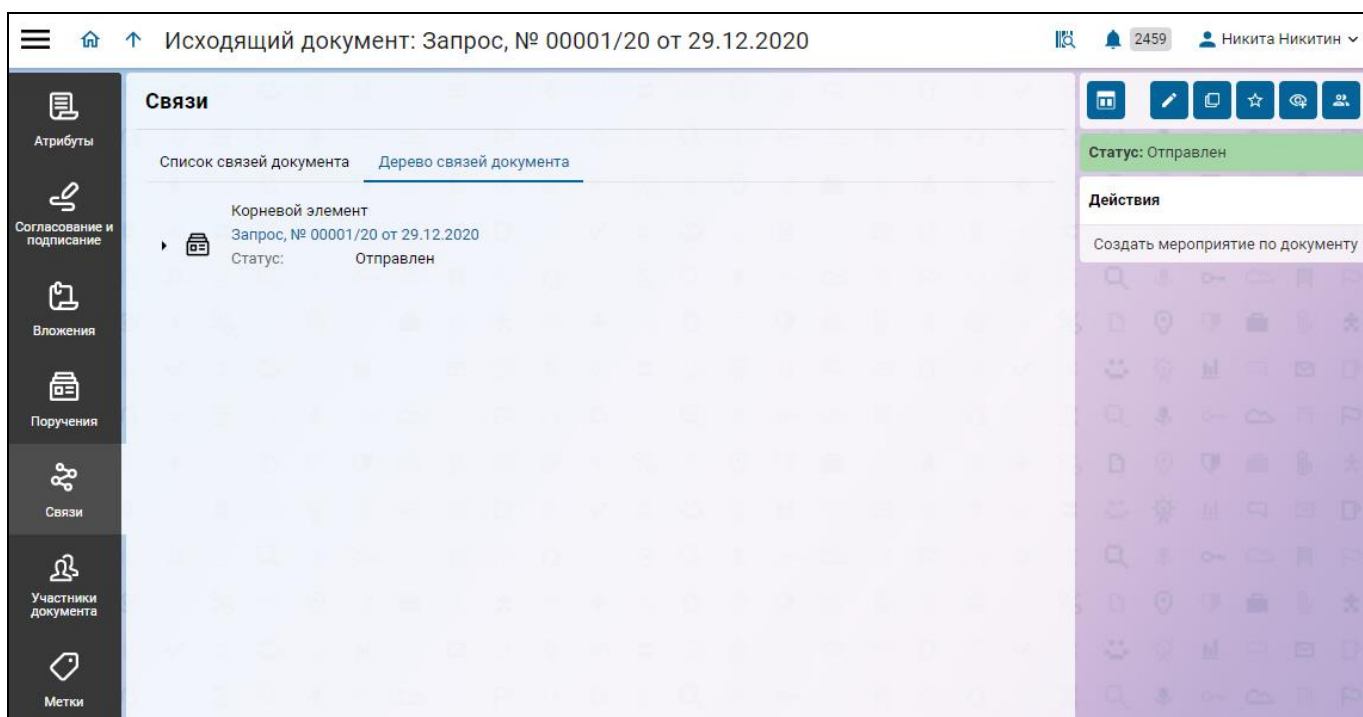 Исходящий документ: Запрос, № 00001/20 от 29.12.2020
2459
Никита Никитин
Атрибуты
Согласование и
подписание
Вложения
Поручения
Связи
Участники
документа
Метки
Связи
Список связей документа
Дерево связей документа
Корневой элемент
Запрос, № 00001/20 от 29.12.2020
Статус: Отправлен
Статус: Отправлен
Действия
Создать мероприятие по документу